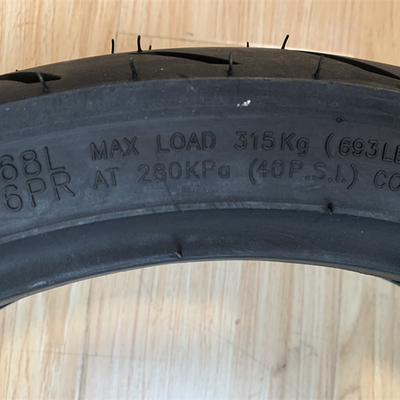 68L MAX LOAD 315Kg (693LB
6PR AT 280KPa (40P.S.I.) CO